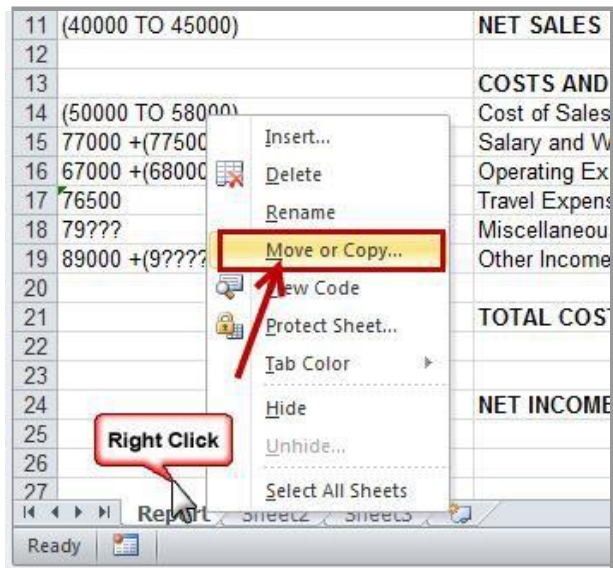 11 (40000 TO 45000) NET SALES
12
13 COSTS AND
14 (50000 TO 58000) Cost of Sales
15 77000 +(77500 Salary and W
16 67000 +(68000 Operating Ex
17 76500 Travel Expens
18 79??? Miscellaneou
19 89000 +(9???? Other Income
20
21 TOTAL COS
22
23
24 NET INCOME
25
26
27
Insert...
Delete
Rename
Move or Copy...
View Code
Protect Sheet...
Tab Color
Hide
Unhide...
Select All Sheets
Right Click
Report Sheet2 Sheet3
Ready